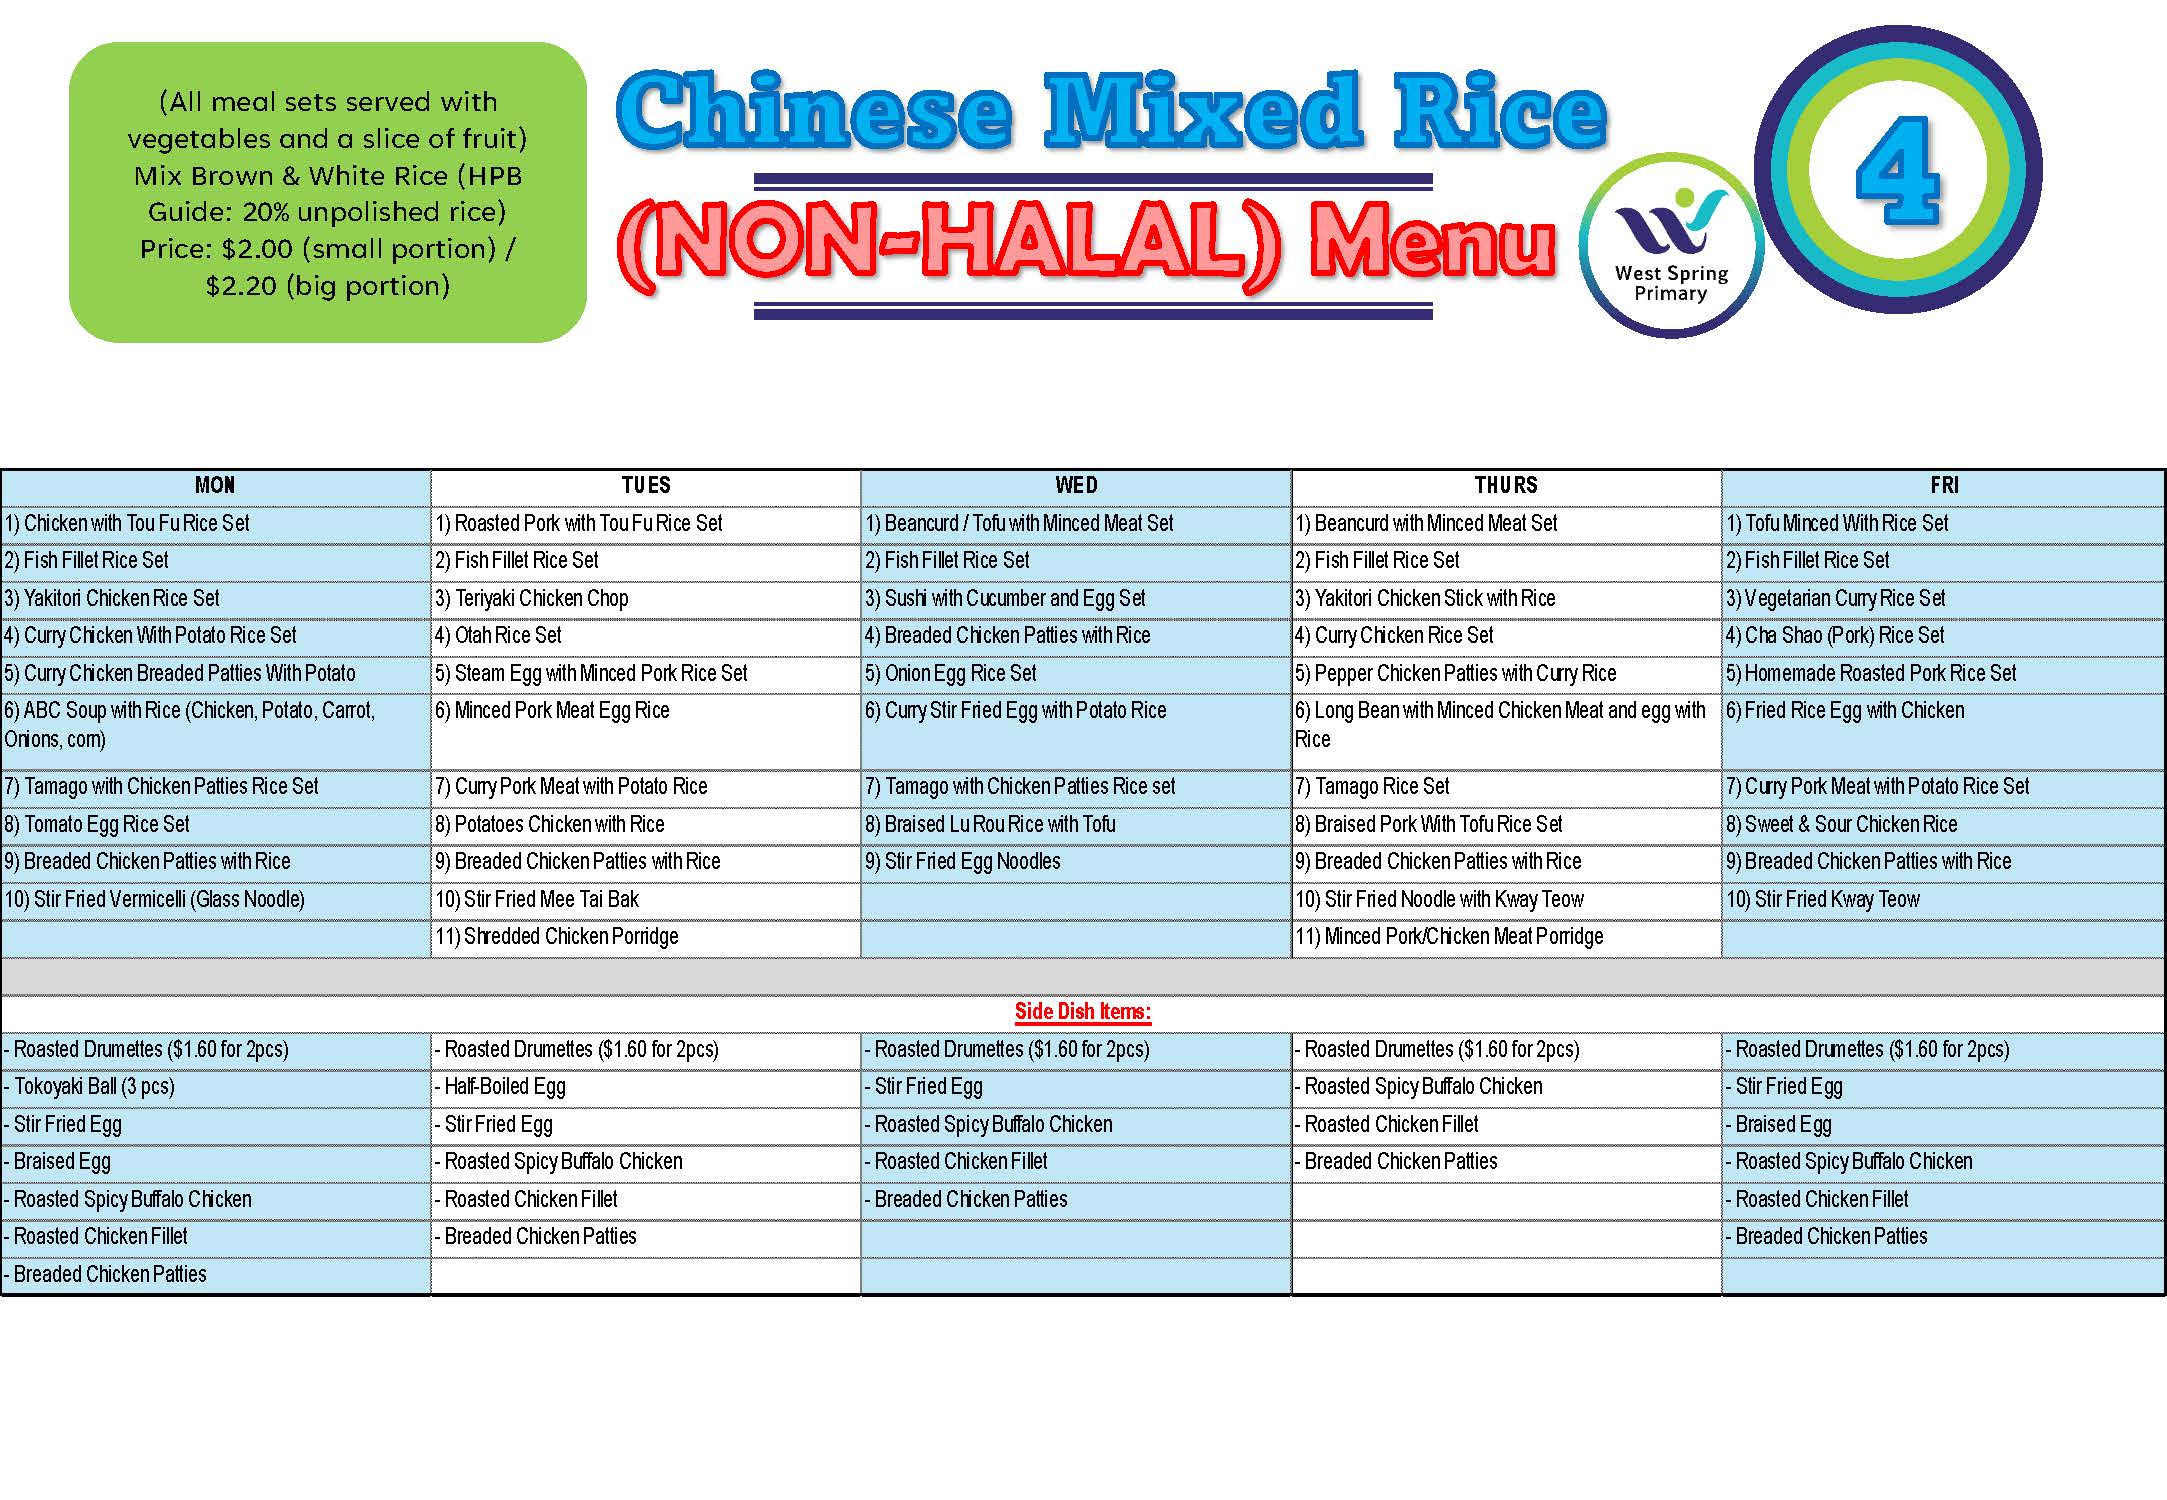 (All meal sets served with
vegetables and a slice of fruit)
Mix Brown & White Rice (HPB
Guide: 20% unpolished rice)
Price: $2.00 (small portion) /
$2.20 (big portion)
Chinese Mixed Rice
(NON-HALAL) Menu
West Spring
Primary
4
MON
TUES
WED
THURS
FRI
1) Chicken with Tou Fu Rice Set
1) Roasted Pork with Tou Fu Rice Set
1) Beancurd / Tofu with Minced Meat Set
1) Beancurd with Minced Meat Set
1) Tofu Minced With Rice Set
2) Fish Fillet Rice Set
2) Fish Fillet Rice Set
2) Fish Fillet Rice Set
2) Fish Fillet Rice Set
2) Fish Fillet Rice Set
3) Yakitori Chicken Rice Set
3) Teriyaki Chicken Chop
3) Sushi with Cucumber and Egg Set
3) Yakitori Chicken Stick with Rice
3) Vegetarian Curry Rice Set
4) Curry Chicken With Potato Rice Set
4) Otah Rice Set
4) Breaded Chicken Patties with Rice
4) Curry Chicken Rice Set
4) Cha Shao (Pork) Rice Set
5) Curry Chicken Breaded Patties With Potato
5) Steam Egg with Minced Pork Rice Set
5) Onion Egg Rice Set
5) Pepper Chicken Patties with Curry Rice
5) Homemade Roasted Pork Rice Set
6) ABC Soup with Rice (Chicken, Potato, Carrot,
Onions, corn)
6) Minced Pork Meat Egg Rice
6) Curry Stir Fried Egg with Potato Rice
6) Long Bean with Minced Chicken Meat and egg with
Rice
6) Fried Rice Egg with Chicken
7) Tamago with Chicken Patties Rice Set
7) Curry Pork Meat with Potato Rice
7) Tamago with Chicken Patties Rice set
7) Tamago Rice Set
7) Curry Pork Meat with Potato Rice Set
8) Tomato Egg Rice Set
8) Potatoes Chicken with Rice
8) Braised Lu Rou Rice with Tofu
8) Braised Pork With Tofu Rice Set
8) Sweet & Sour Chicken Rice
9) Breaded Chicken Patties with Rice
9) Breaded Chicken Patties with Rice
9) Stir Fried Egg Noodles
9) Breaded Chicken Patties with Rice
9) Breaded Chicken Patties with Rice
10) Stir Fried Vermicelli (Glass Noodle)
10) Stir Fried Mee Tai Bak
10) Stir Fried Noodle with Kway Teow
10) Stir Fried Kway Teow
11) Shredded Chicken Porridge
11) Minced Pork/Chicken Meat Porridge
Side Dish Items:
- Roasted Drumettes ($1.60 for 2pcs)
- Roasted Drumettes ($1.60 for 2pcs)
- Roasted Drumettes ($1.60 for 2pcs)
- Roasted Drumettes ($1.60 for 2pcs)
- Roasted Drumettes ($1.60 for 2pcs)
- Tokoyaki Ball (3 pcs)
- Half-Boiled Egg
- Stir Fried Egg
- Roasted Spicy Buffalo Chicken
- Stir Fried Egg
- Stir Fried Egg
- Stir Fried Egg
- Roasted Spicy Buffalo Chicken
- Roasted Chicken Fillet
- Braised Egg
- Braised Egg
- Roasted Spicy Buffalo Chicken
- Roasted Chicken Fillet
- Breaded Chicken Patties
- Roasted Spicy Buffalo Chicken
- Roasted Spicy Buffalo Chicken
- Roasted Chicken Fillet
- Breaded Chicken Patties
- Roasted Chicken Fillet
- Roasted Chicken Fillet
- Breaded Chicken Patties
- Breaded Chicken Patties
- Breaded Chicken Patties